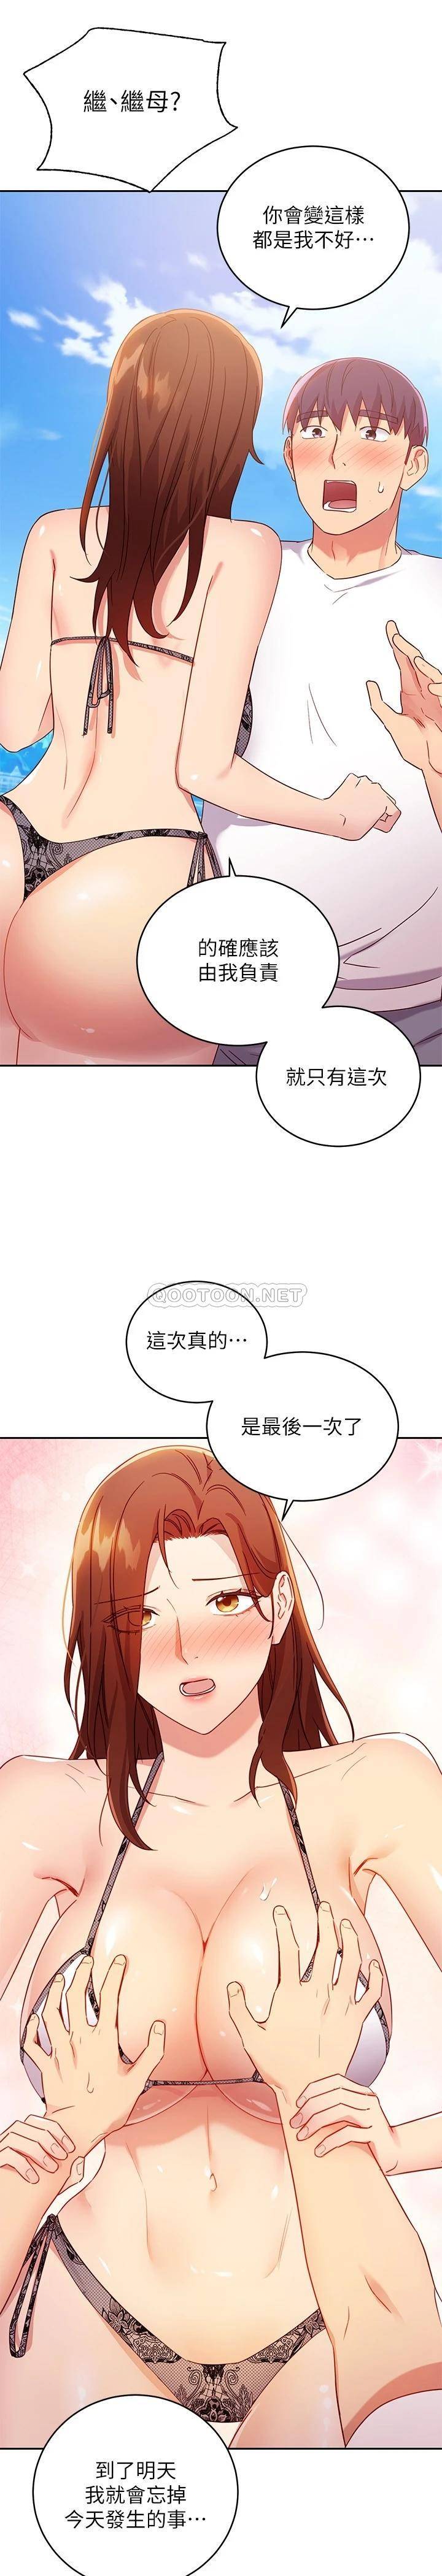 繼、繼母?
你會變這樣
都是我不好⋯
的確應該
由我負責
就只有這次
QOOTOON.NET
這次真的⋯
是最後一次了
到了明天
我就會忘掉
今天發生的事⋯